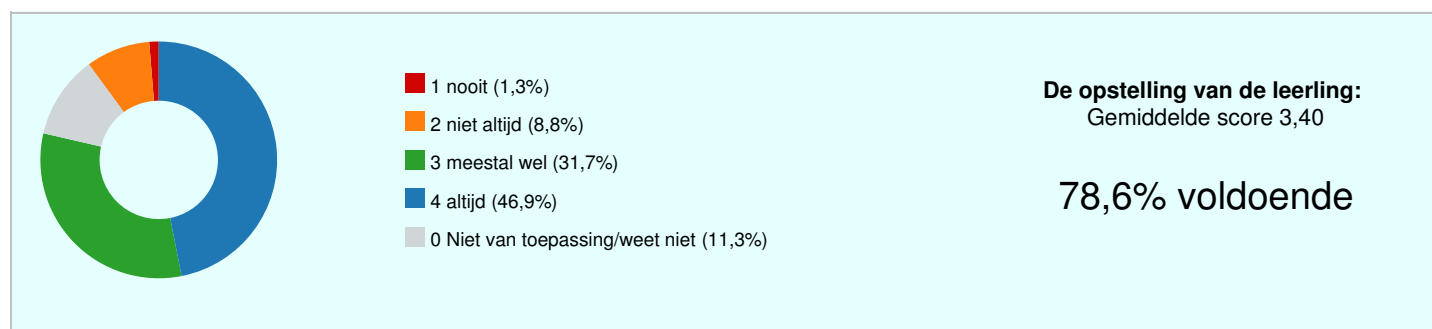 1 nooit (1,3%)
2 niet altijd (8,8%)
3 meestal wel (31,7%)
4 altijd (46,9%)
0 Niet van toepassing/weet niet (11,3%)
De opstelling van de leerling:
Gemiddelde score 3,40
78,6% voldoende